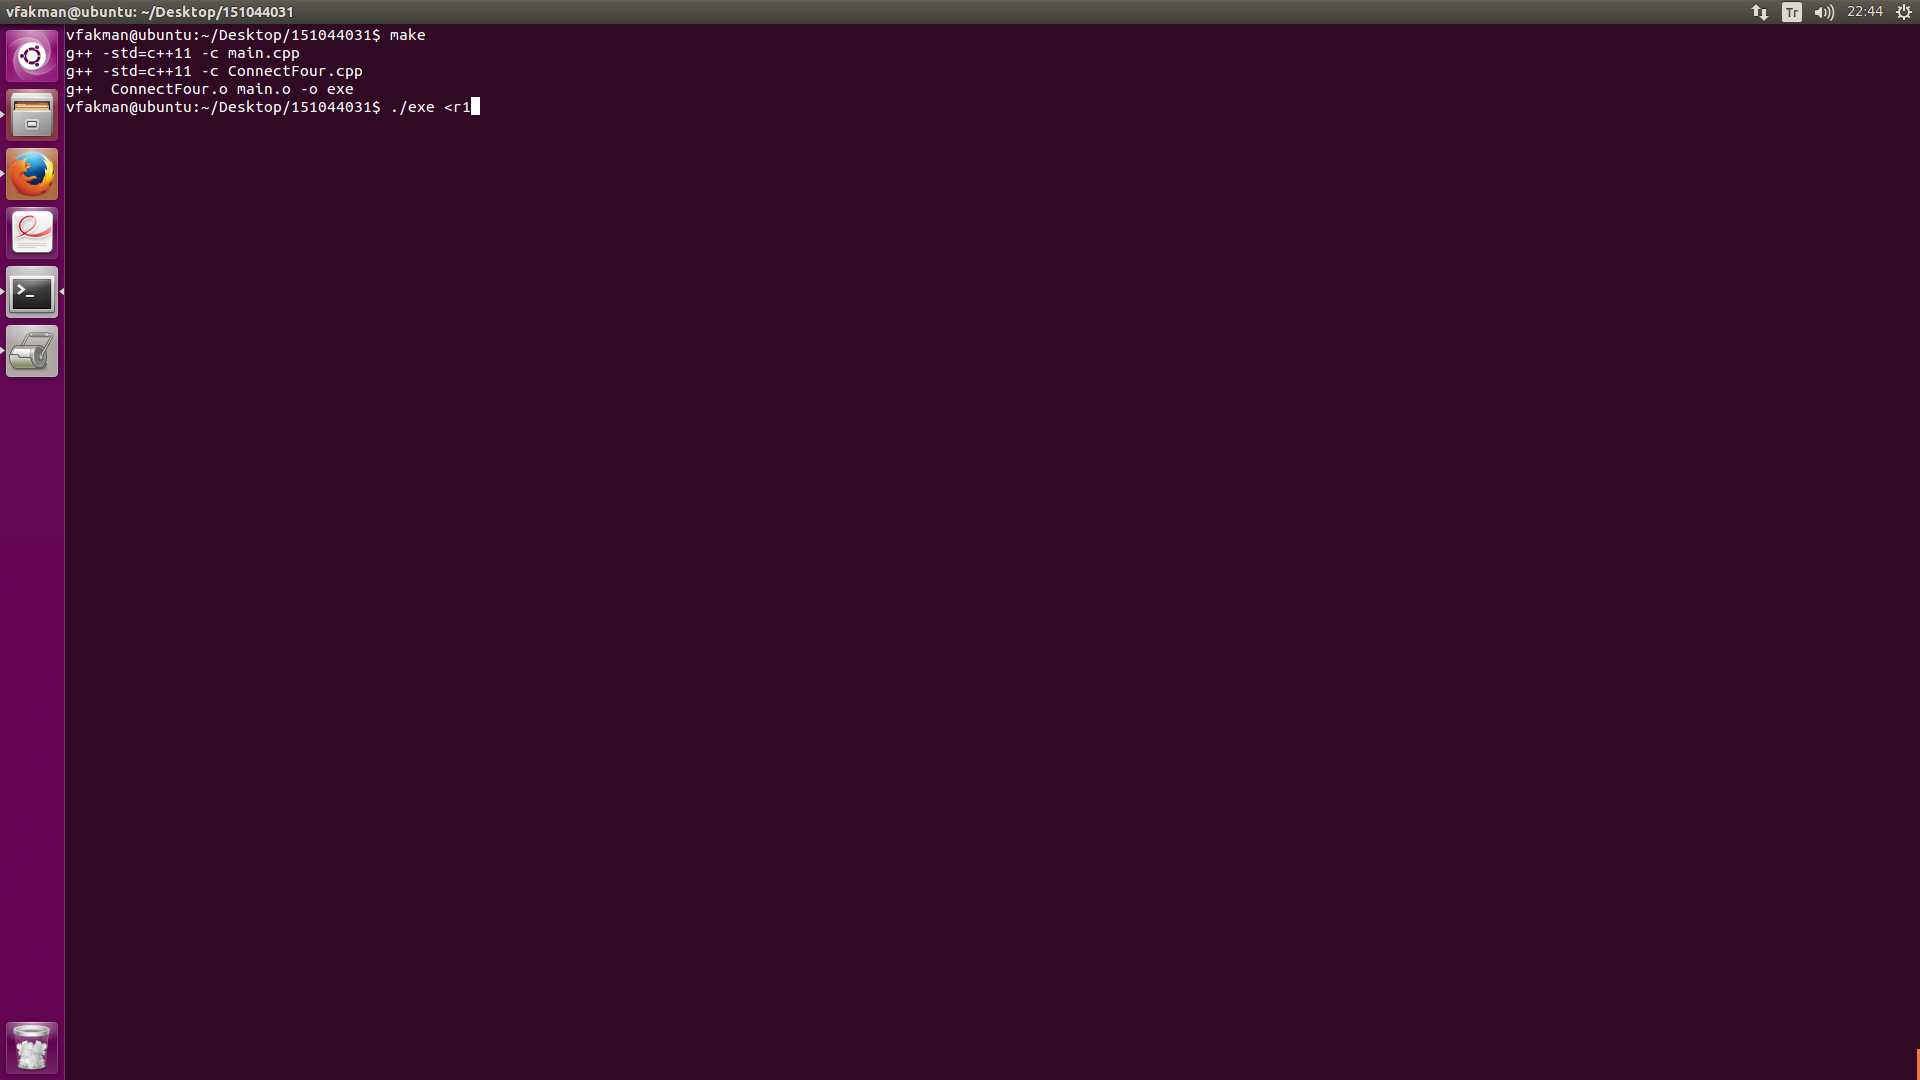 vfakman@ubuntu: ~/Desktop/151044031
Tr
22:44
vfakman@ubuntu:~/Desktop/151044031$ make
g++ -std=c++11 -c main.cpp
g++ -std=c++11 -c ConnectFour.cpp
g++  ConnectFour.o main.o -o exe
vfakman@ubuntu:~/Desktop/151044031$ ./exe <r1